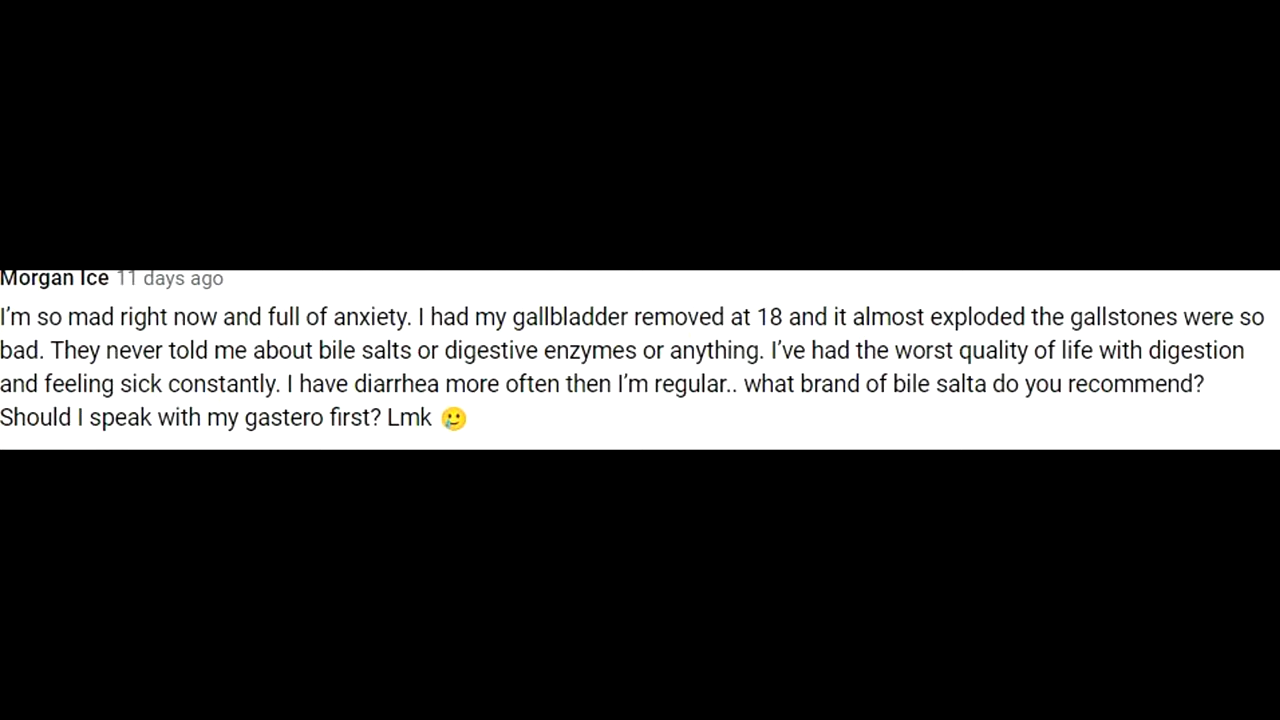 Morgan Ice 11 days ago
I’m so mad right now and full of anxiety. I had my gallbladder removed at 18 and it almost exploded the gallstones were so
bad. They never told me about bile salts or digestive enzymes or anything. I’ve had the worst quality of life with digestion
and feeling sick constantly. I have diarrhea more often then I’m regular.. what brand of bile salta do you recommend?
Should I speak with my gastero first? Lmk 🥲